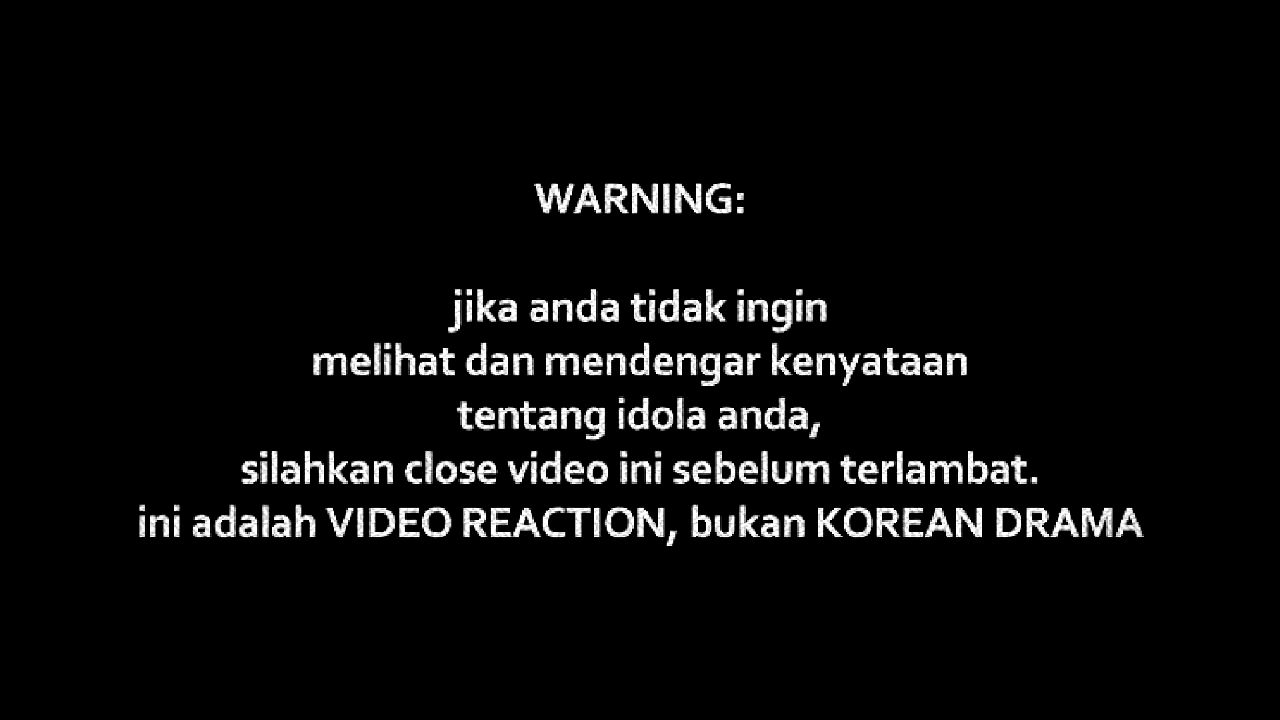 WARNING:
jika anda tidak ingin
melihat dan mendengar kenyataan
tentang idola anda,
silahkan close video ini sebelum terlambat.
ini adalah VIDEO REACTION, bukan KOREAN DRAMA